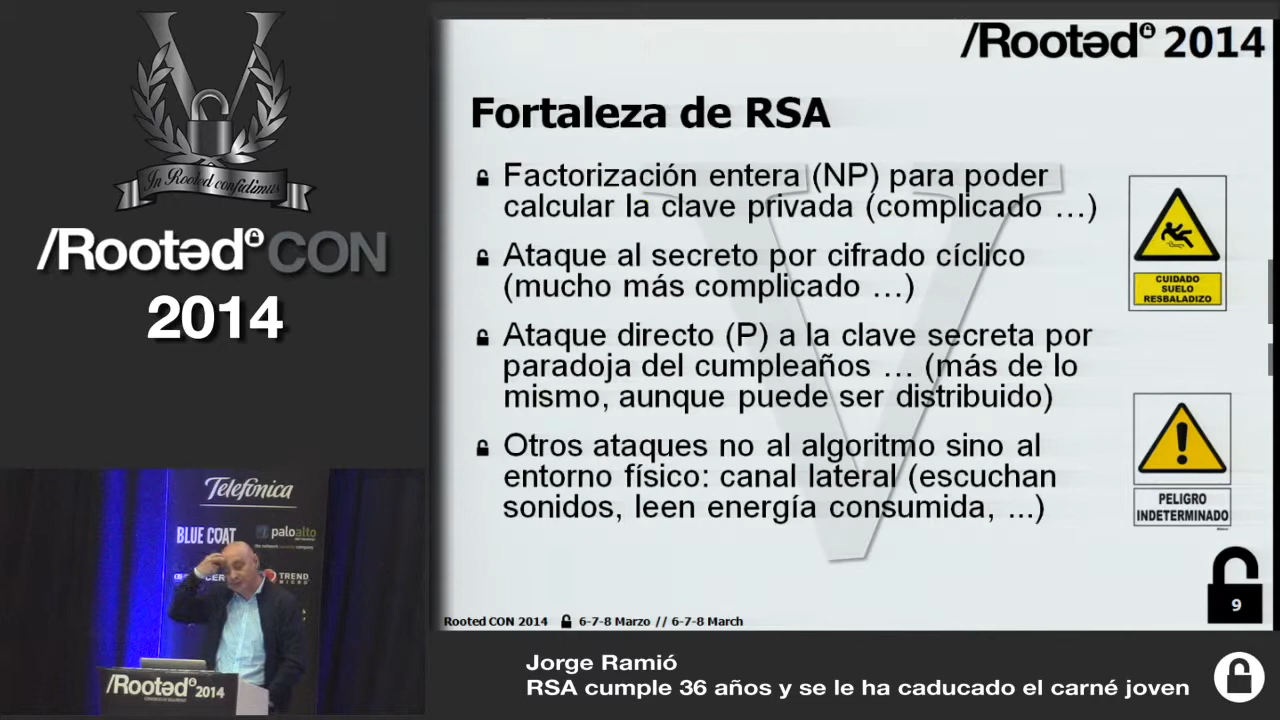 In Rooted confidimus
/Rootəd CON
2014
/Rootəd 2014
Fortaleza de RSA
Factorización entera (NP) para poder
calcular la clave privada (complicado …)
Ataque al secreto por cifrado cíclico
(mucho más complicado …)
Ataque directo (P) a la clave secreta por
paradoja del cumpleaños … (más de lo
mismo, aunque puede ser distribuido)
Otros ataques no al algoritmo sino al
entorno físico: canal lateral (escuchan
sonidos, leen energía consumida, ...)
CUIDADO
SUELO
RESBALADIZO
PELIGRO
INDETERMINADO
9
Rooted CON 2014 6-7-8 Marzo // 6-7-8 March
Telefónica
BLUE COAT
paloalto
TREND
MICRO
/Rootəd 2014
Jorge Ramió
RSA cumple 36 años y se le ha caducado el carné joven